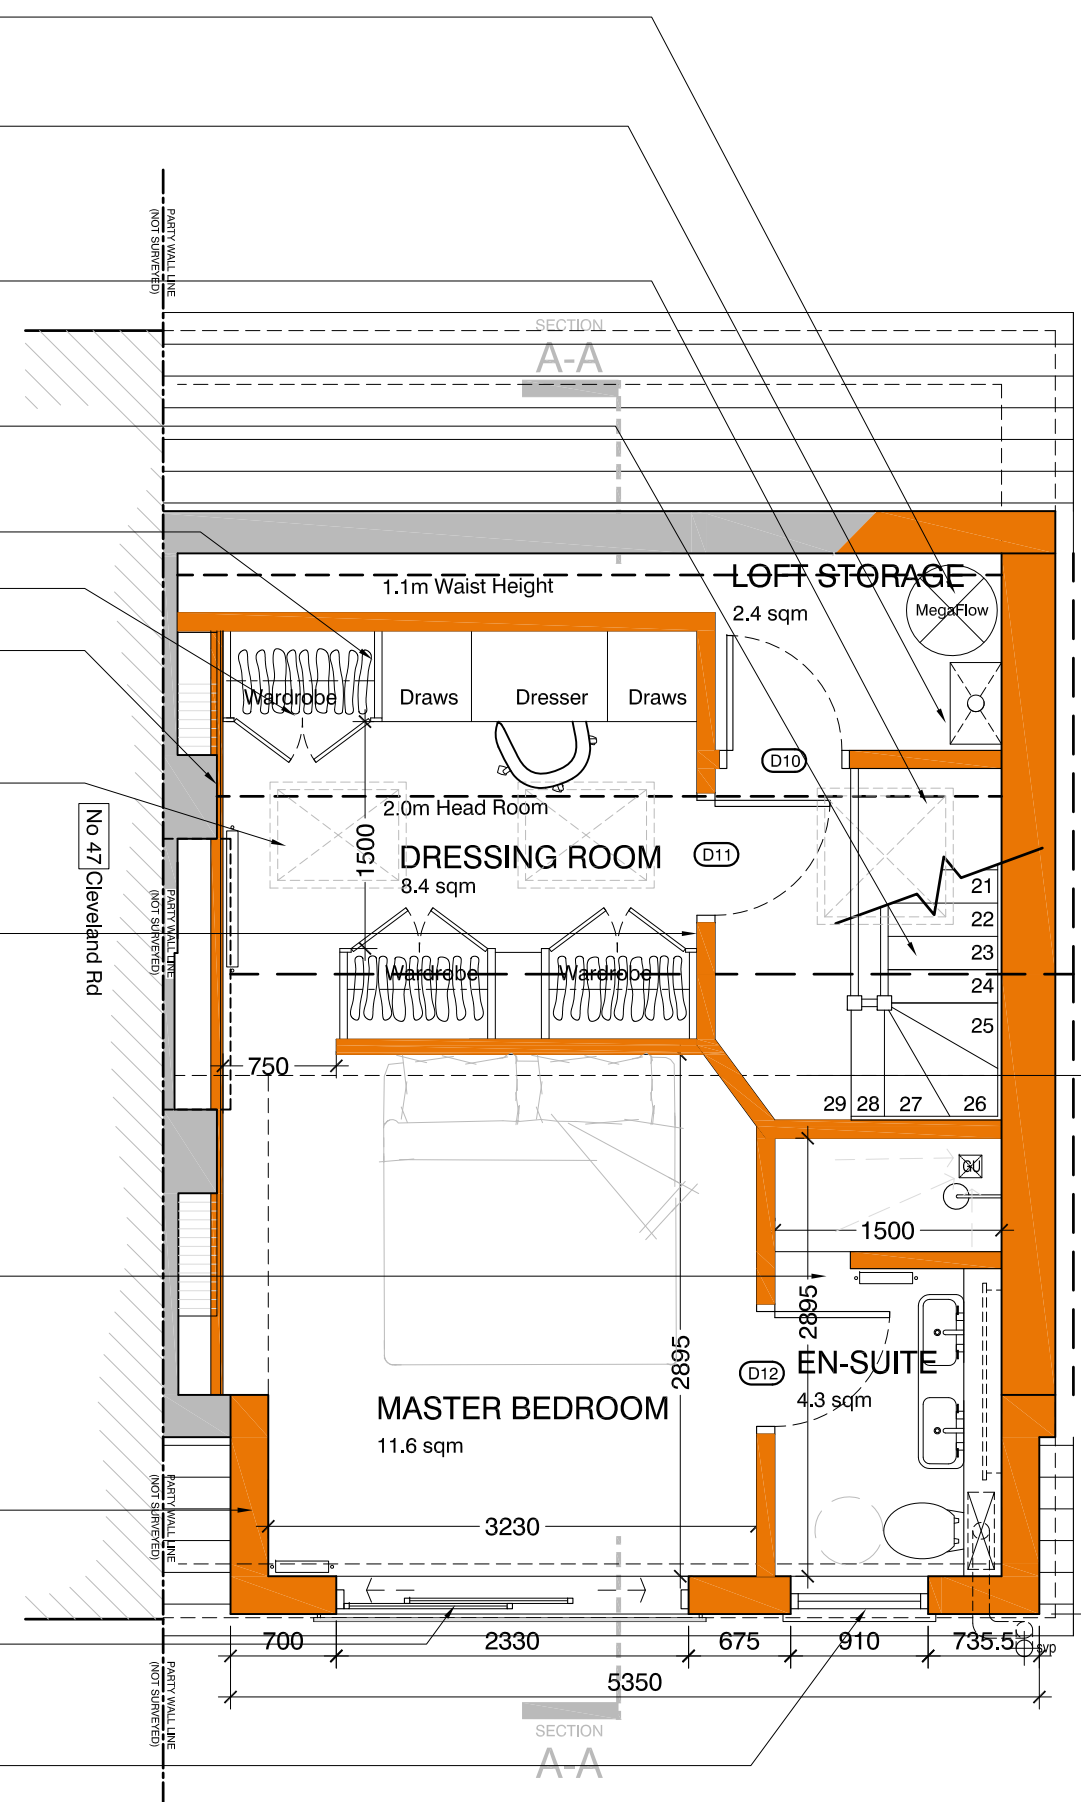 PARTY WALL LINE
(NOT SURVEYED)
SECTION
A-A
1.1m Waist Height
LOFT STORAGE
2.4 sqm
MegaFlow
Wardrobe
Draws
Dresser
Draws
D10
2.0m Head Room
No 47 Cleveland Rd
1500
DRESSING ROOM
8.4 sqm
D11
21
22
23
24
25
26
27
28
29
PARTY WALL LINE
(NOT SURVEYED)
Wardrobe
Wardrobe
750
GU
1500
2895
2895
EN-SUITE
4.3 sqm
D12
MASTER BEDROOM
11.6 sqm
PARTY WALL LINE
(NOT SURVEYED)
3230
700
2330
675
910
735.5
svp
5350
PARTY WALL LINE
(NOT SURVEYED)
SECTION
A-A